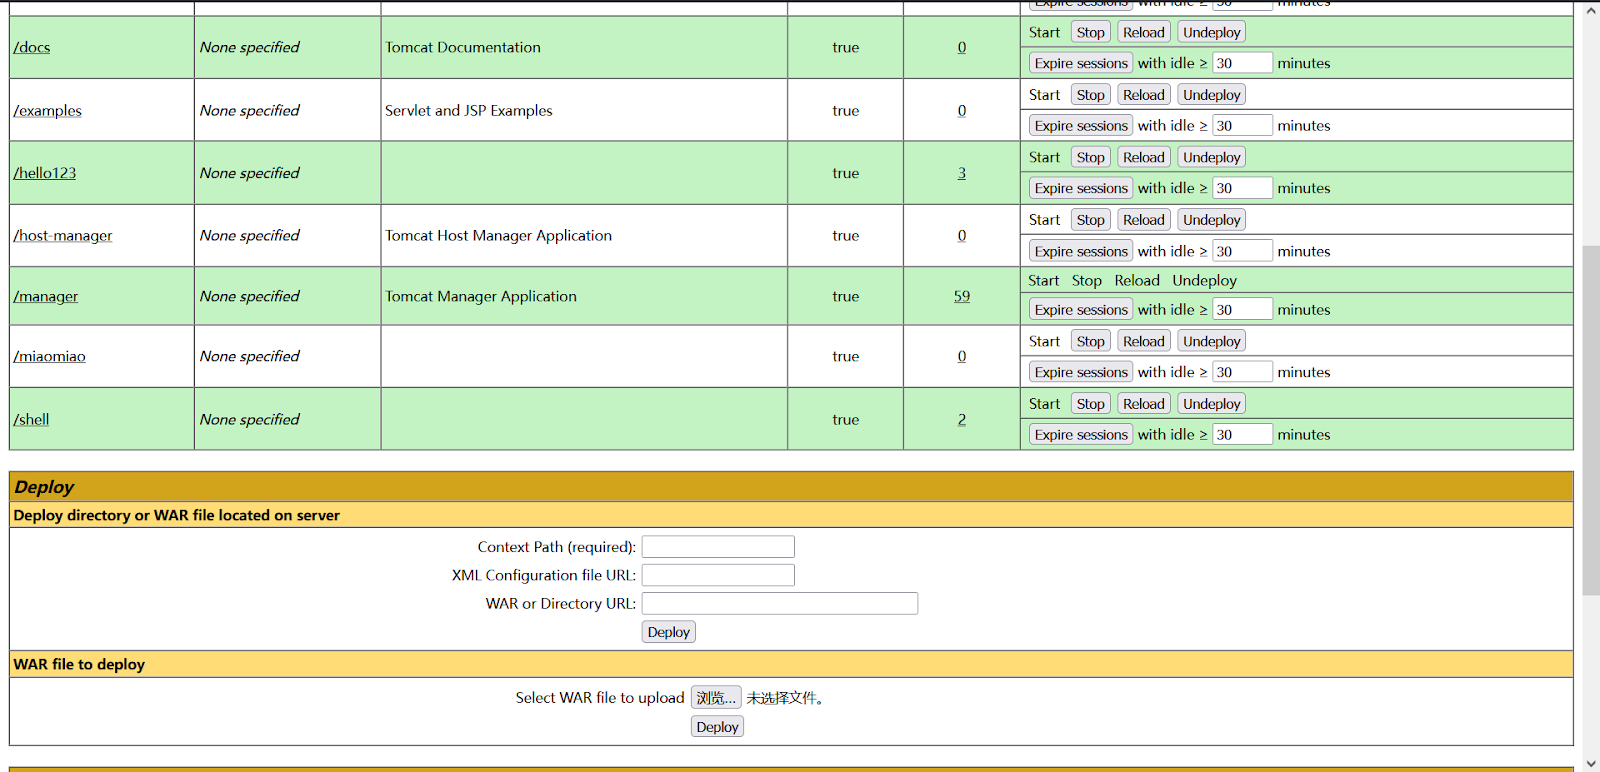 Expire sessions with idle ≥ 30 minutes
/docs None specified Tomcat Documentation true 0 Start Stop Reload Undeploy
Expire sessions with idle ≥ 30 minutes
/examples None specified Servlet and JSP Examples true 0 Start Stop Reload Undeploy
Expire sessions with idle ≥ 30 minutes
/hello123 None specified true 3 Start Stop Reload Undeploy
Expire sessions with idle ≥ 30 minutes
/host-manager None specified Tomcat Host Manager Application true 0 Start Stop Reload Undeploy
Expire sessions with idle ≥ 30 minutes
/manager None specified Tomcat Manager Application true 59 Start Stop Reload Undeploy
Expire sessions with idle ≥ 30 minutes
/miaomiao None specified true 0 Start Stop Reload Undeploy
Expire sessions with idle ≥ 30 minutes
/shell None specified true 2 Start Stop Reload Undeploy
Expire sessions with idle ≥ 30 minutes
Deploy
Deploy directory or WAR file located on server
Context Path (required):
XML Configuration file URL:
WAR or Directory URL:
Deploy
WAR file to deploy
Select WAR file to upload 浏览... 未选择文件。
Deploy